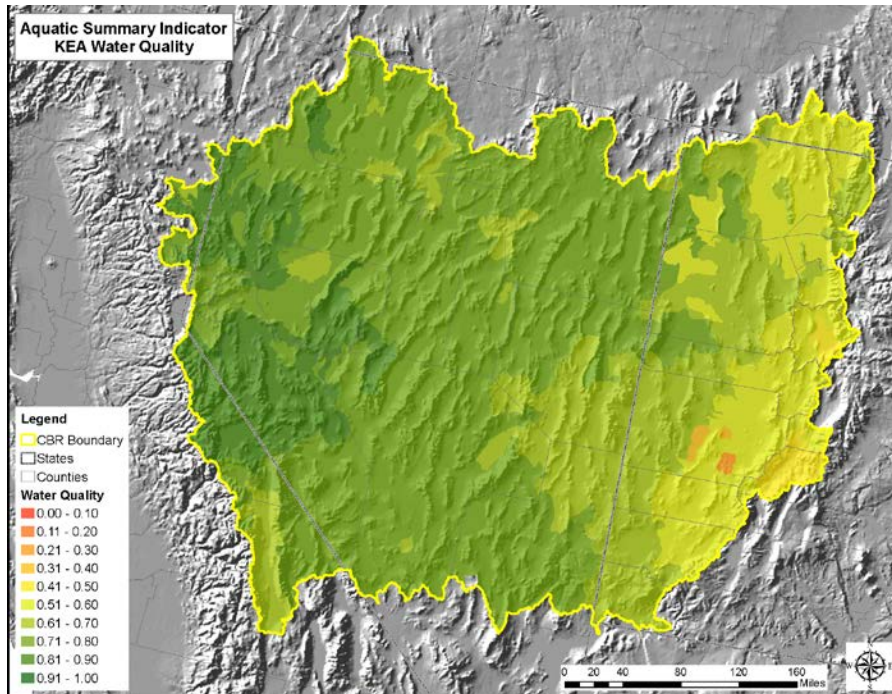 Aquatic Summary Indicator
KEA Water Quality
Legend
CBR Boundary
States
Counties
Water Quality
0.00 - 0.10
0.11 - 0.20
0.21 - 0.30
0.31 - 0.40
0.41 - 0.50
0.51 - 0.60
0.61 - 0.70
0.71 - 0.80
0.81 - 0.90
0.91 - 1.00
0 20 40 80 120 160
Miles